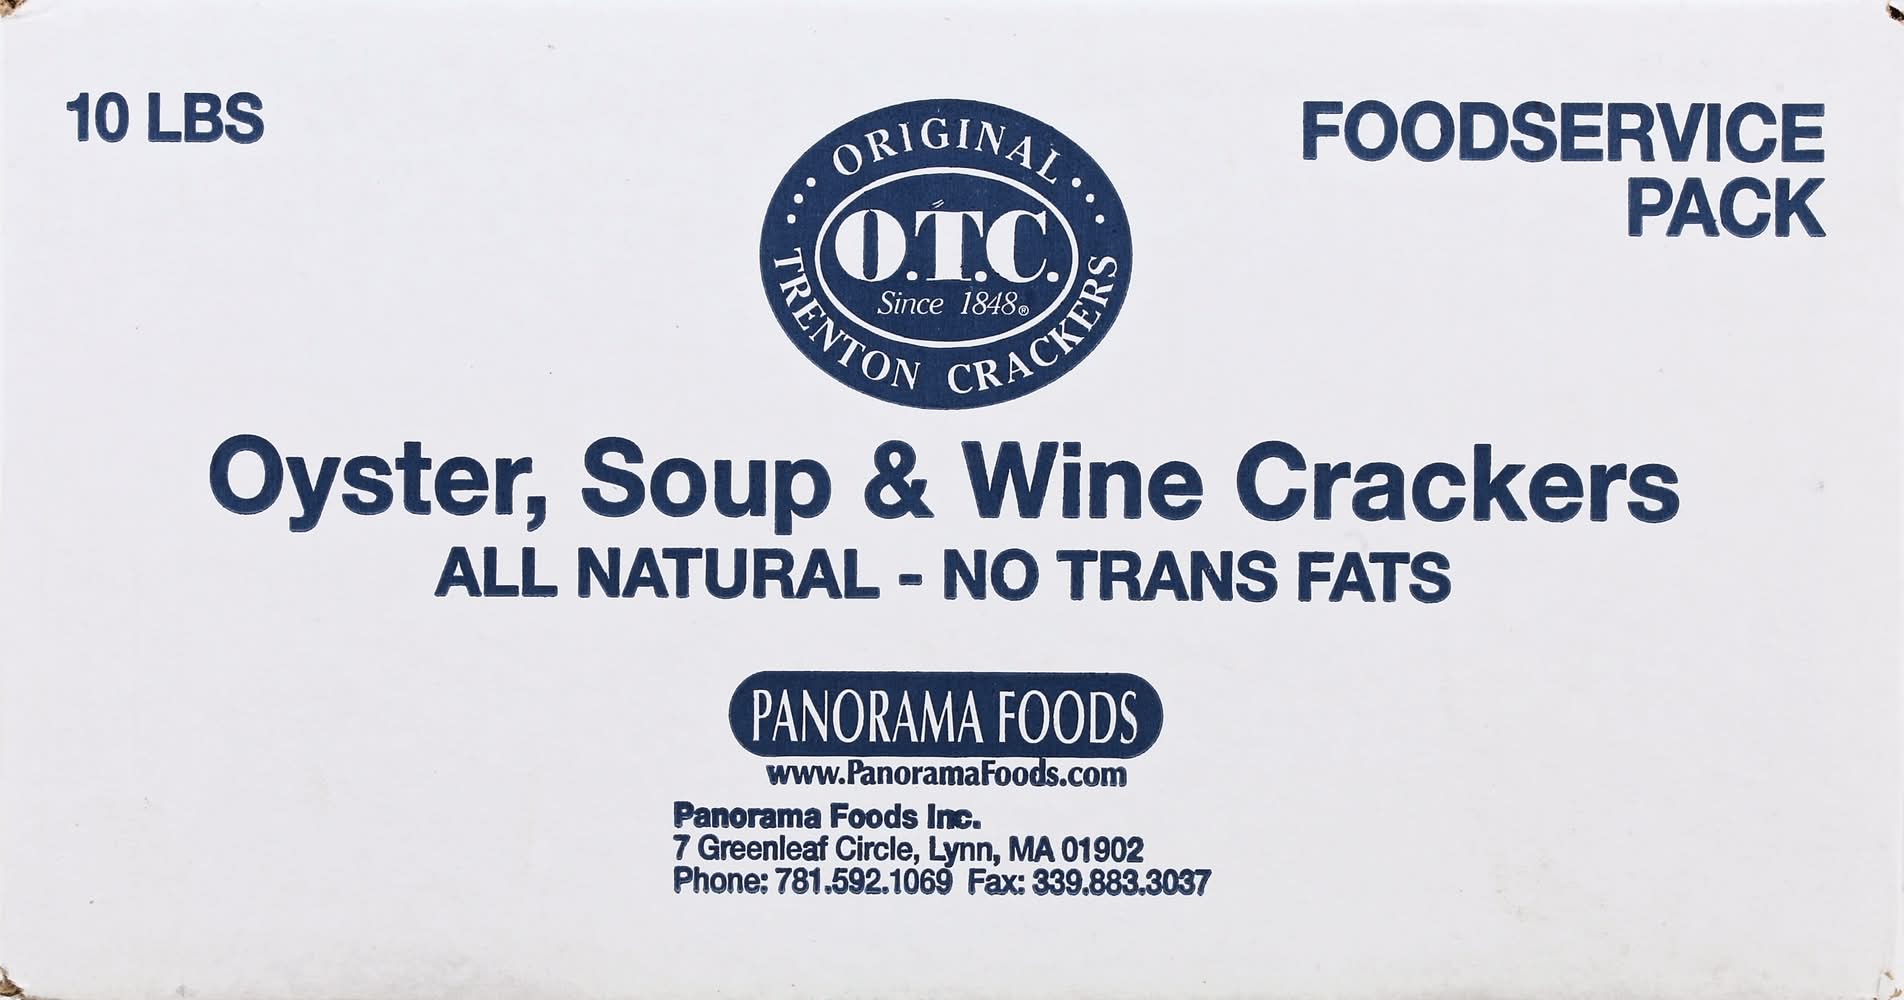 10 LBS
FOODSERVICE
PACK
ORIGINAL
O.T.C.
Since 1848®
TRENTON CRACKERS
Oyster, Soup & Wine Crackers
ALL NATURAL - NO TRANS FATS
PANORAMA FOODS
www.PanoramaFoods.com
Panorama Foods Inc.
7 Greenleaf Circle, Lynn, MA 01902
Phone: 781.592.1069 Fax: 339.883.3037